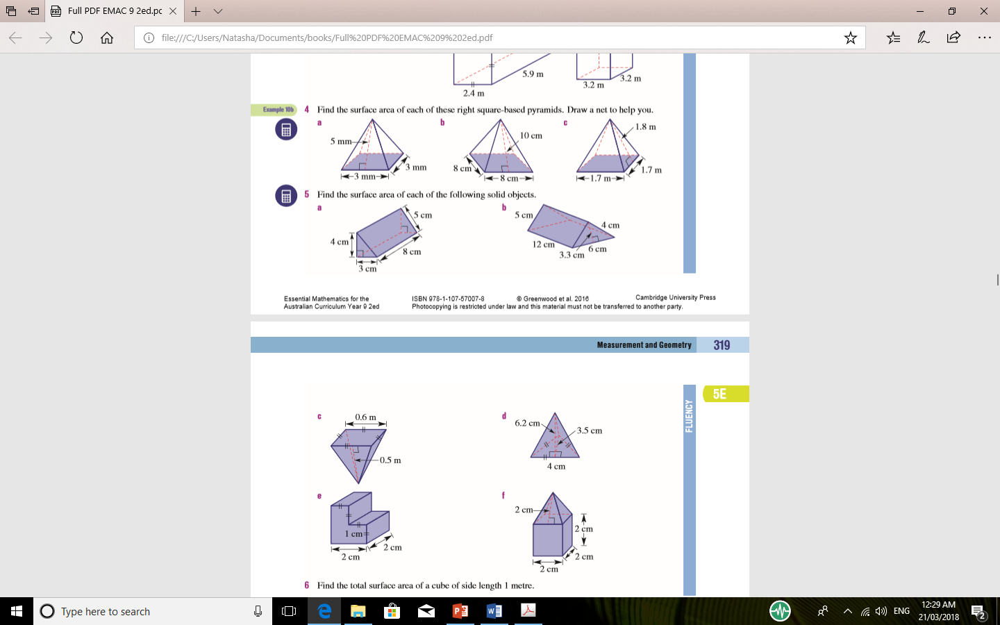 Full PDF EMAC 9 2ed.pc
file:///C:/Users/Natasha/Documents/books/Full%20PDF%20EMAC%209%202ed.pdf
5.9 m
2.4 m
3.2 m
3.2 m
Example 10b 4 Find the surface area of each of these right square-based pyramids. Draw a net to help you.
a b c
5 mm
3 mm
3 mm
10 cm
8 cm
8 cm
1.8 m
1.7 m
1.7 m
5 Find the surface area of each of the following solid objects.
a b
5 cm
4 cm
8 cm
3 cm
5 cm
4 cm
12 cm
6 cm
3.3 cm
Essential Mathematics for the ISBN 978-1-107-57007-8 © Greenwood et al. 2016 Cambridge University Press
Australian Curriculum Year 9 2ed Photocopying is restricted under law and this material must not be transferred to another party.
Measurement and Geometry 319
5E
FLUENCY
c d
0.6 m
0.5 m
6.2 cm
3.5 cm
4 cm
e f
1 cm
2 cm
2 cm
2 cm
2 cm
2 cm
2 cm
6 Find the total surface area of a cube of side length 1 metre.
Type here to search
ENG
12:29 AM
21/03/2018
2